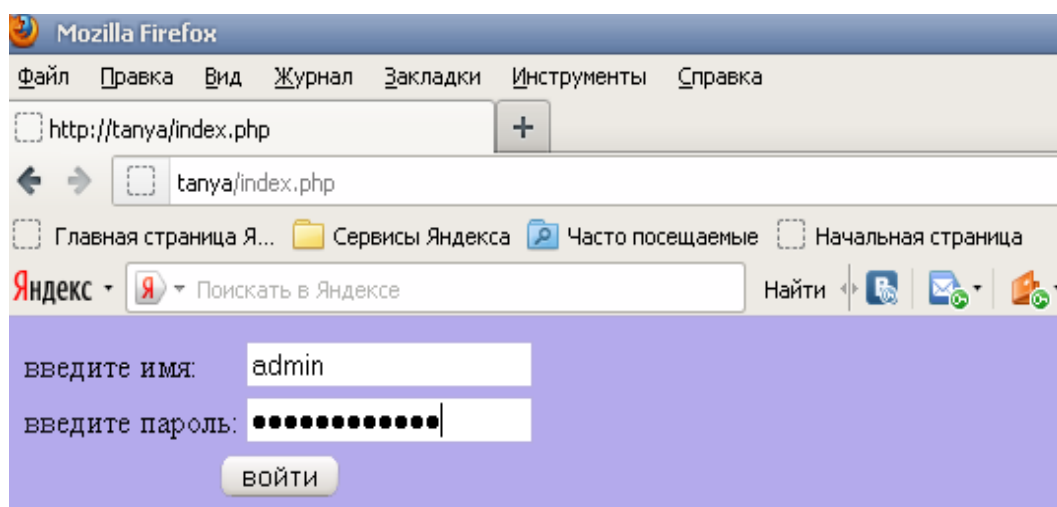 Mozilla Firefox
Файл Правка Вид Журнал Закладки Инструменты Справка
http://tanya/index.php +
tanya/index.php
Главная страница Я... Сервисы Яндекса Часто посещаемые Начальная страница
Яндекс Я Поискать в Яндексе Найти
введите имя: admin
введите пароль: ●●●●●●●●●●●●
войти